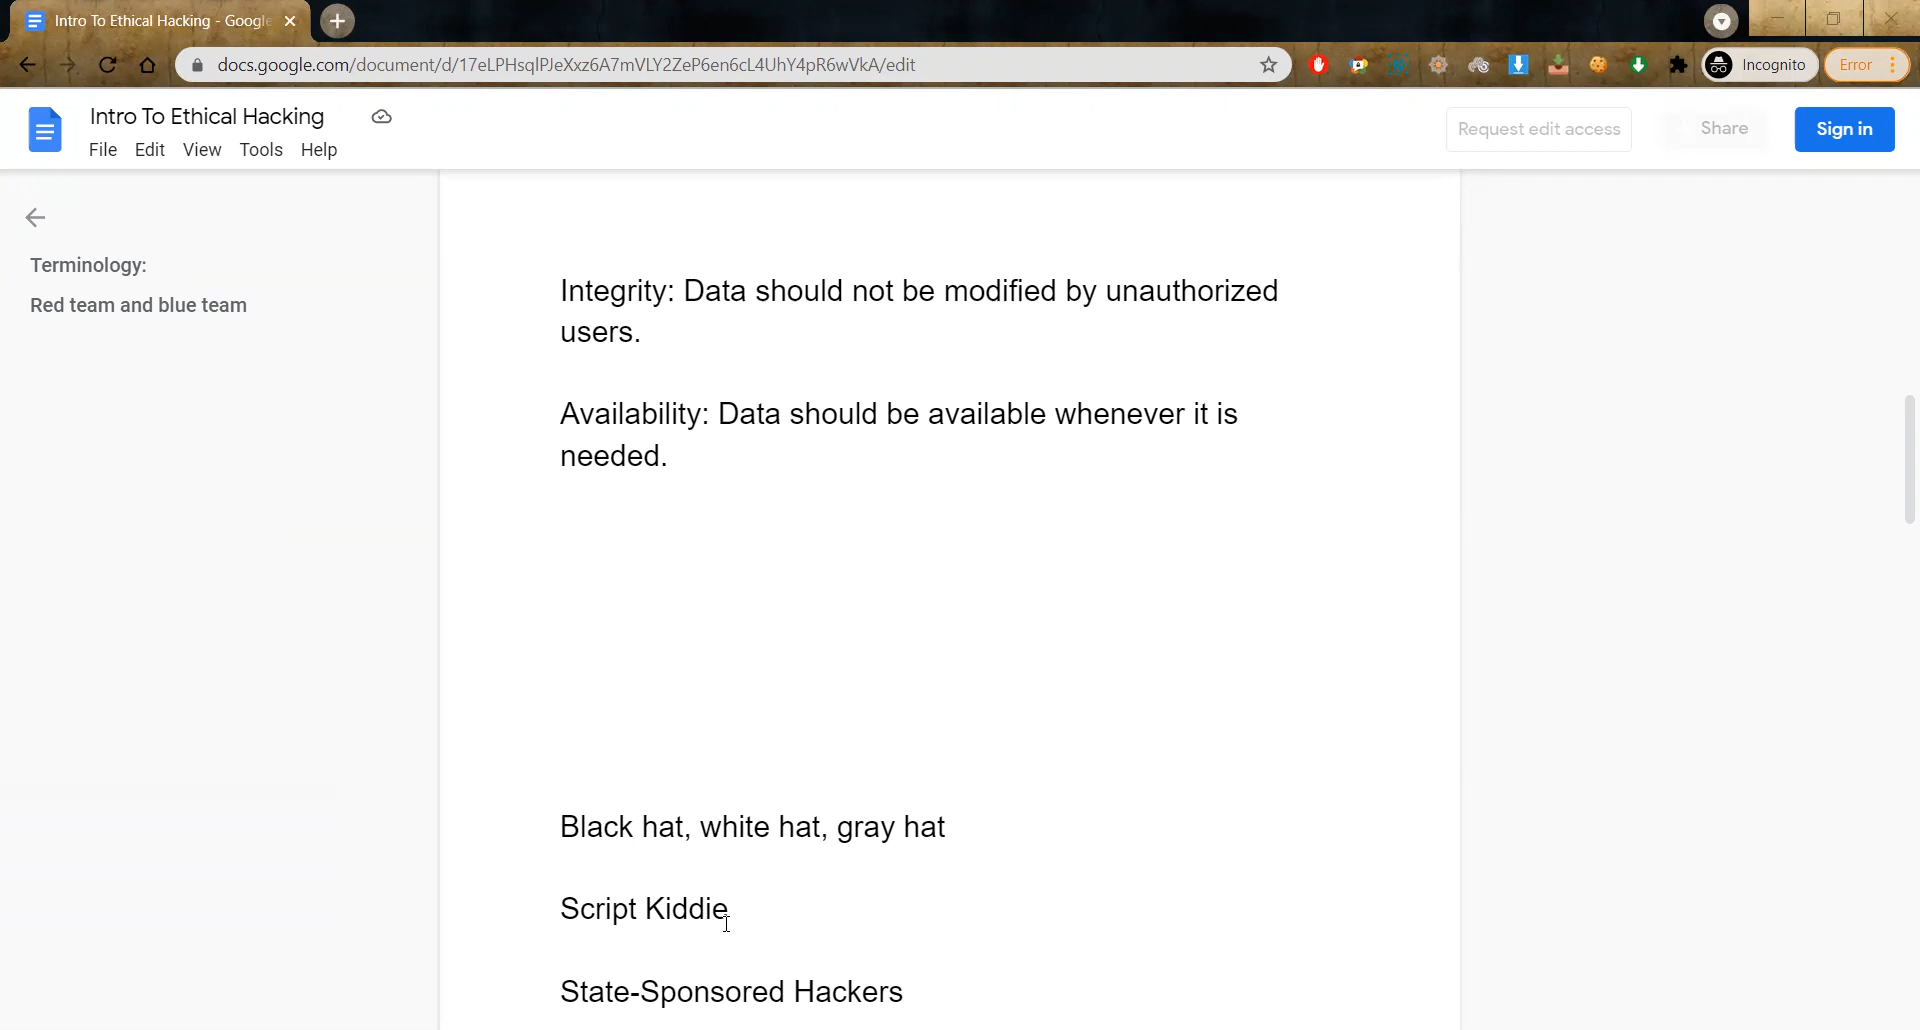 Intro To Ethical Hacking - Google
docs.google.com/document/d/17eLPHsqlPJeXxz6A7mVLY2ZeP6en6cL4UhY4pR6wVkA/edit
Incognito
Error
Intro To Ethical Hacking
File Edit View Tools Help
Request edit access
Share
Sign in
Terminology:
Red team and blue team
Integrity: Data should not be modified by unauthorized
users.
Availability: Data should be available whenever it is
needed.
Black hat, white hat, gray hat
Script Kiddie
State-Sponsored Hackers